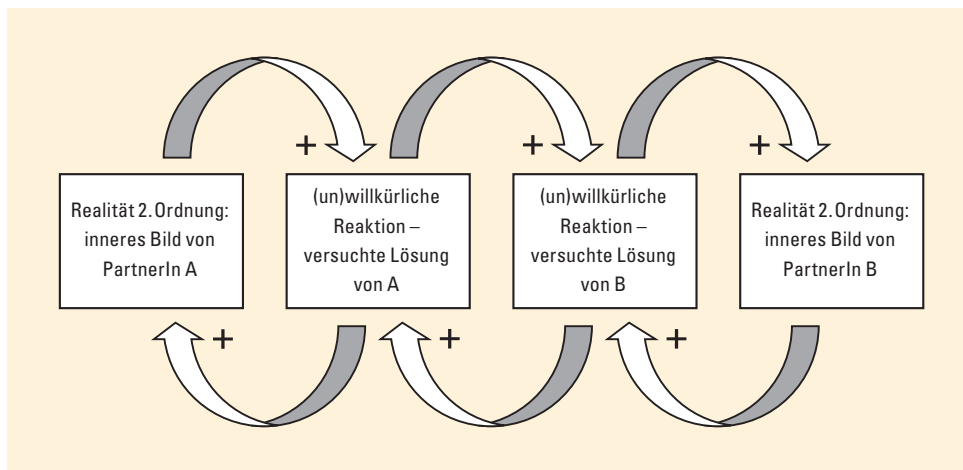 +
+
+
Realität 2. Ordnung:
inneres Bild von
PartnerIn A
(un)willkürliche
Reaktion –
versuchte Lösung
von A
(un)willkürliche
Reaktion –
versuchte Lösung
von B
Realität 2. Ordnung:
inneres Bild von
PartnerIn B
+
+
+